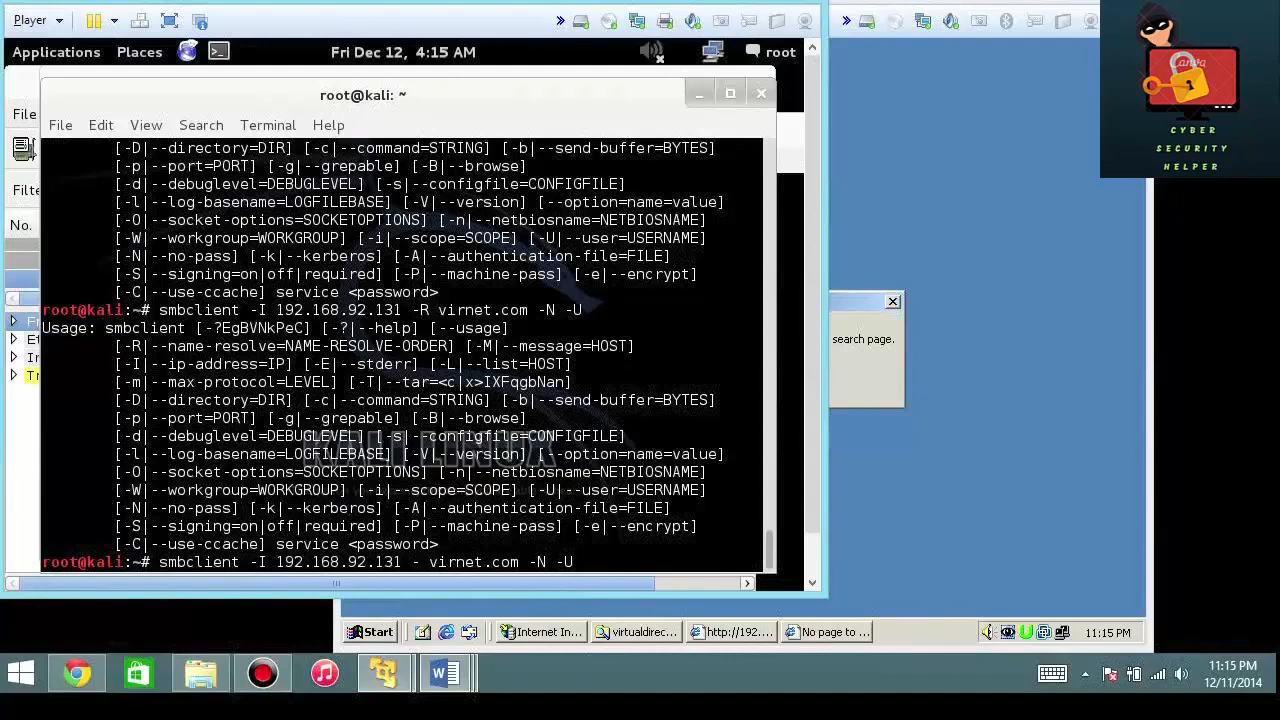 Player
Applications Places Fri Dec 12, 4:15 AM root
root@kali: ~
File
File Edit View Search Terminal Help
Filte
No.
[-D|--directory=DIR] [-c|--command=STRING] [-b|--send-buffer=BYTES]
[-p|--port=PORT] [-g|--grepable] [-B|--browse]
[-d|--debuglevel=DEBUGLEVEL] [-s|--configfile=CONFIGFILE]
[-l|--log-basename=LOGFILEBASE] [-V|--version] [--option=name=value]
[-O|--socket-options=SOCKETOPTIONS] [-n|--netbiosname=NETBIOSNAME]
[-W|--workgroup=WORKGROUP] [-i|--scope=SCOPE] [-U|--user=USERNAME]
[-N|--no-pass] [-k|--kerberos] [-A|--authentication-file=FILE]
[-S|--signing=on|off|required] [-P|--machine-pass] [-e|--encrypt]
[-C|--use-ccache] service <password>
root@kali:~# smbclient -I 192.168.92.131 -R virnet.com -N -U
Usage: smbclient [-?EgBVNkPeC] [-?|--help] [--usage]
[-R|--name-resolve=NAME-RESOLVE-ORDER] [-M|--message=HOST]
[-I|--ip-address=IP] [-E|--stderr] [-L|--list=HOST]
[-m|--max-protocol=LEVEL] [-T|--tar=<c|x>IXFqgbNan]
[-D|--directory=DIR] [-c|--command=STRING] [-b|--send-buffer=BYTES]
[-p|--port=PORT] [-g|--grepable] [-B|--browse]
[-d|--debuglevel=DEBUGLEVEL] [-s|--configfile=CONFIGFILE]
[-l|--log-basename=LOGFILEBASE] [-V|--version] [--option=name=value]
[-O|--socket-options=SOCKETOPTIONS] [-n|--netbiosname=NETBIOSNAME]
[-W|--workgroup=WORKGROUP] [-i|--scope=SCOPE] [-U|--user=USERNAME]
[-N|--no-pass] [-k|--kerberos] [-A|--authentication-file=FILE]
[-S|--signing=on|off|required] [-P|--machine-pass] [-e|--encrypt]
[-C|--use-ccache] service <password>
root@kali:~# smbclient -I 192.168.92.131 - virnet.com -N -U
KALI LINUX
search page.
Canva
CYBER
SECURITY
HELPER
Start Internet In... virtualdirec... http://192.... No page to ... 11:15 PM
11:15 PM
12/11/2014